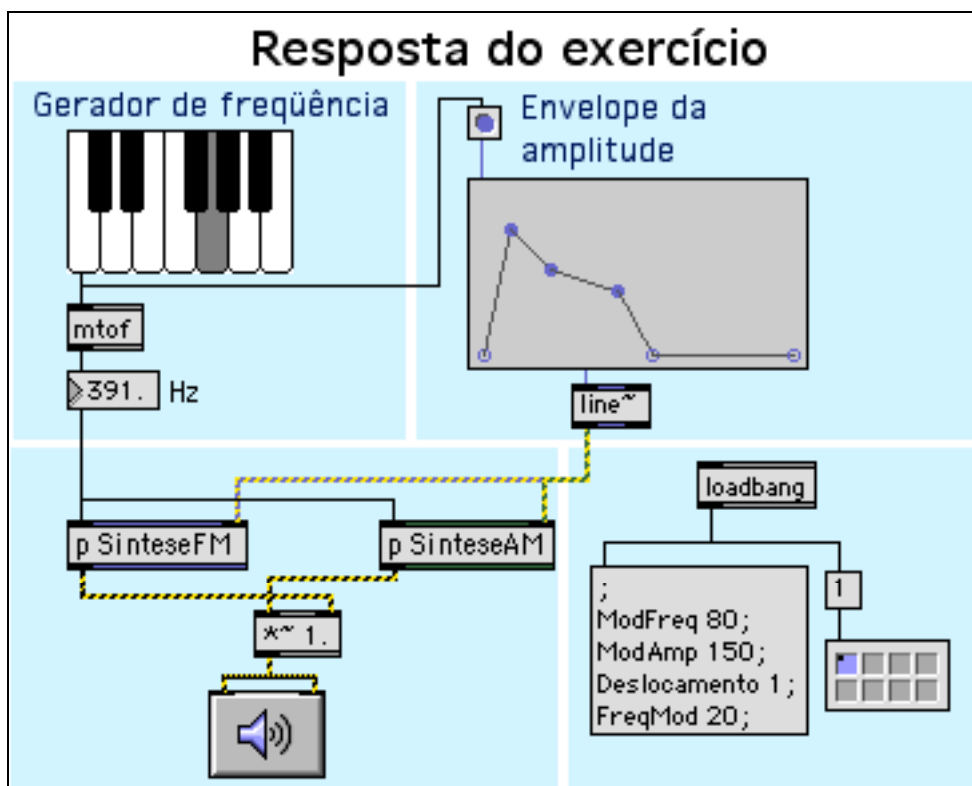 Resposta do exercício
Gerador de freqüência
Envelope da
amplitude
mtof
391. Hz
line~
p SinteseFM
p SinteseAM
*~ 1.
loadbang
;
ModFreq 80;
ModAmp 150;
Deslocamento 1;
FreqMod 20;
1